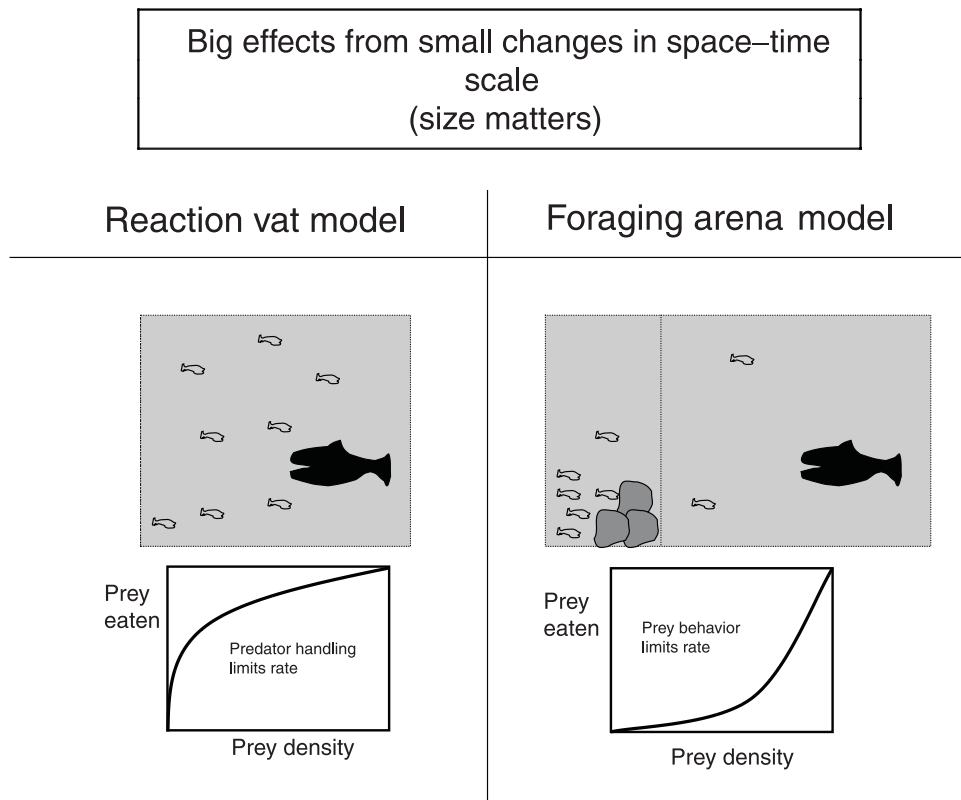 Big effects from small changes in space–time
scale
(size matters)
Reaction vat model
Foraging arena model
Prey
eaten
Predator handling
limits rate
Prey density
Prey
eaten
Prey behavior
limits rate
Prey density